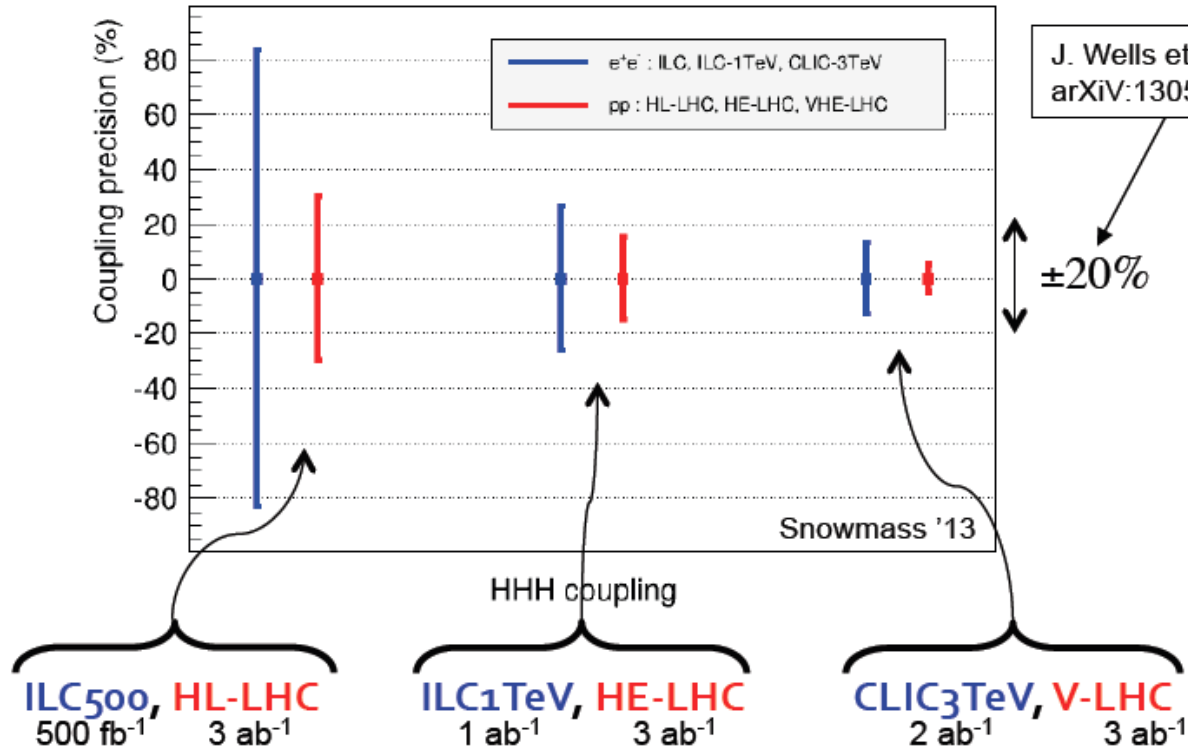 Coupling precision (%)
80
60
40
20
0
-20
-40
-60
-80
e⁺e⁻ : ILC, ILC-1TeV, CLIC-3TeV
pp : HL-LHC, HE-LHC, VHE-LHC
J. Wells et
arXiV:1305
±20%
Snowmass '13
HHH coupling
ILC500, HL-LHC
500 fb⁻¹ 3 ab⁻¹
ILC1TeV, HE-LHC
1 ab⁻¹ 3 ab⁻¹
CLIC3TeV, V-LHC
2 ab⁻¹ 3 ab⁻¹